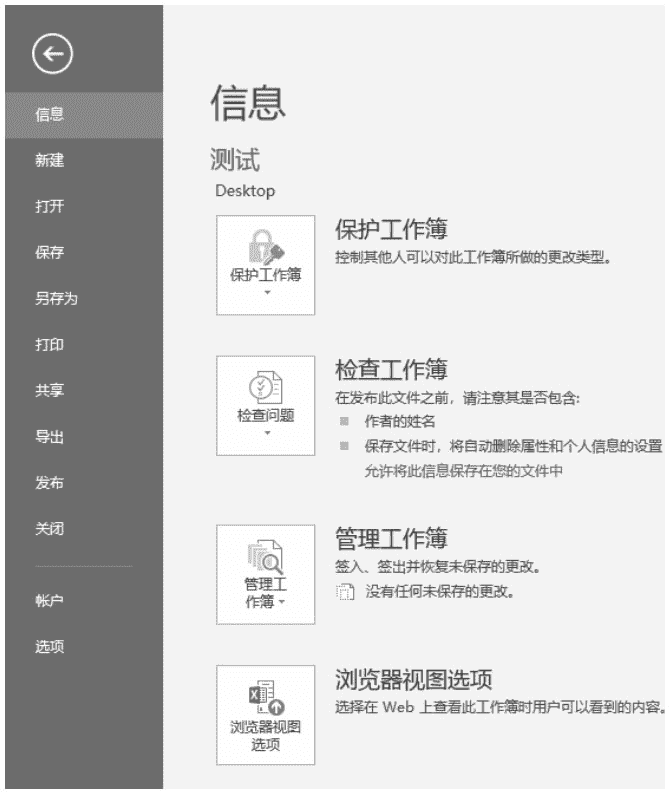 信息
新建
打开
保存
另存为
打印
共享
导出
发布
关闭
帐户
选项
信息
测试
Desktop
保护工作簿
保护工作簿
控制其他人可以对此工作簿所做的更改类型。
检查问题
检查工作簿
在发布此文件之前，请注意其是否包含:
作者的姓名
保存文件时，将自动删除属性和个人信息的设置
允许将此信息保存在您的文件中
管理工
作簿
管理工作簿
签入、签出并恢复未保存的更改。
没有任何未保存的更改。
浏览器视图
选项
浏览器视图选项
选择在 Web 上查看此工作簿时用户可以看到的内容。